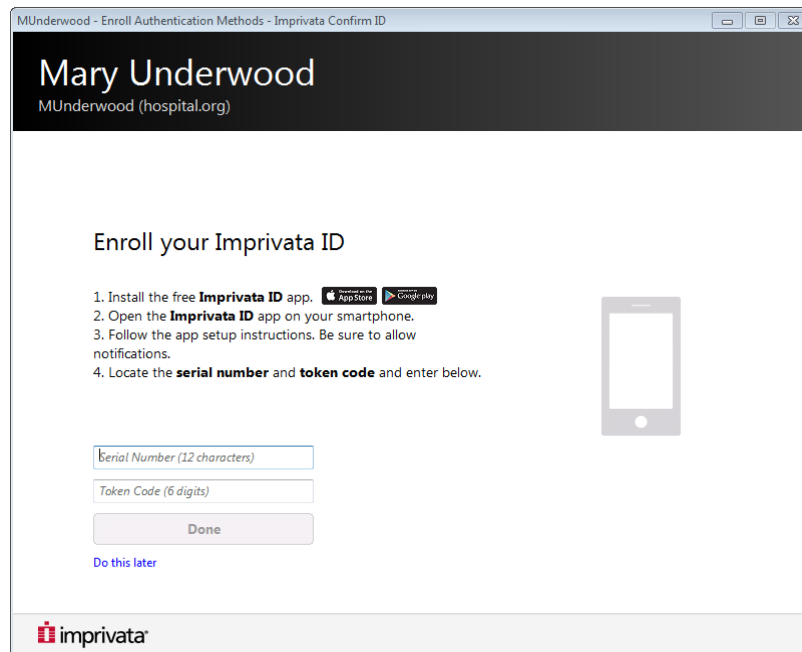 MUnderwood - Enroll Authentication Methods - Imprivata Confirm ID
Mary Underwood
MUnderwood (hospital.org)
Enroll your Imprivata ID
1. Install the free Imprivata ID app. Download on the App Store Google play
2. Open the Imprivata ID app on your smartphone.
3. Follow the app setup instructions. Be sure to allow
notifications.
4. Locate the serial number and token code and enter below.
Serial Number (12 characters)
Token Code (6 digits)
Done
Do this later
imprivata